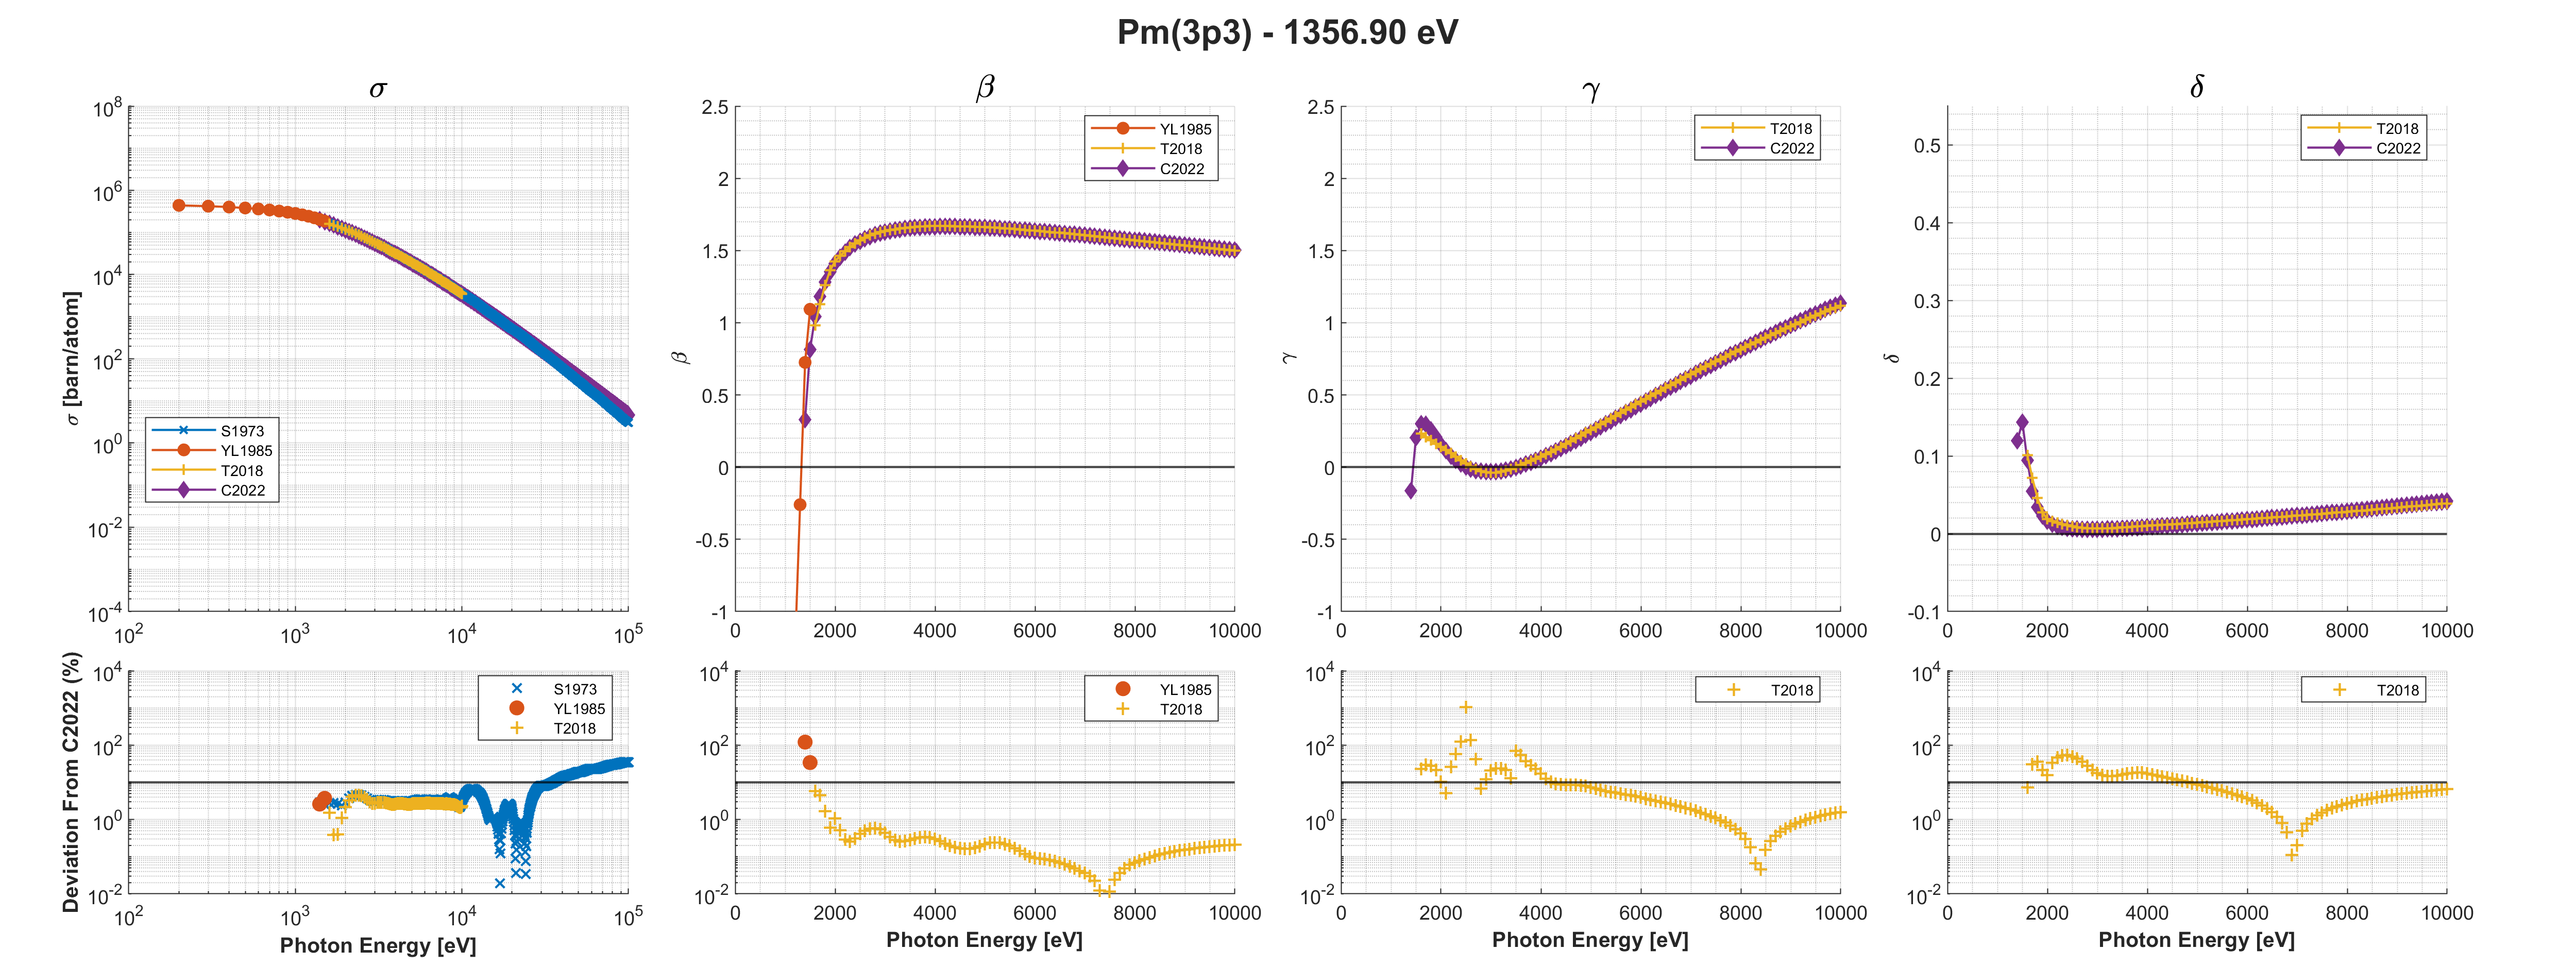 Pm(3p3) - 1356.90 eV
σ
σ [barn/atom]
10^8
10^6
10^4
10^2
10^0
10^-2
10^-4
10^2 10^3 10^4 10^5
S1973
YL1985
T2018
C2022
β
β
2.5
2
1.5
1
0.5
0
-0.5
-1
0 2000 4000 6000 8000 10000
YL1985
T2018
C2022
γ
γ
2.5
2
1.5
1
0.5
0
-0.5
-1
0 2000 4000 6000 8000 10000
T2018
C2022
δ
δ
0.5
0.4
0.3
0.2
0.1
0
-0.1
0 2000 4000 6000 8000 10000
T2018
C2022
Deviation From C2022 (%)
10^4
10^2
10^0
10^-2
10^2 10^3 10^4 10^5
Photon Energy [eV]
S1973
YL1985
T2018
10^4
10^2
10^0
10^-2
0 2000 4000 6000 8000 10000
Photon Energy [eV]
YL1985
T2018
10^4
10^2
10^0
10^-2
0 2000 4000 6000 8000 10000
Photon Energy [eV]
T2018
10^4
10^2
10^0
10^-2
0 2000 4000 6000 8000 10000
Photon Energy [eV]
T2018